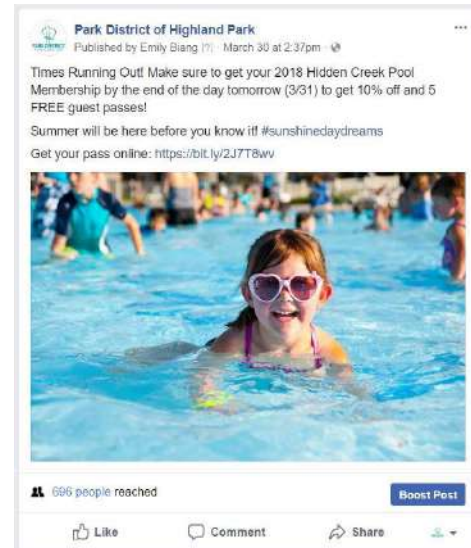 Park District of Highland Park
Published by Emily Biang [?] · March 30 at 2:37pm ·
Times Running Out! Make sure to get your 2018 Hidden Creek Pool
Membership by the end of the day tomorrow (3/31) to get 10% off and 5
FREE guest passes!
Summer will be here before you know it! #sunshinedaydreams
Get your pass online: https://bit.ly/2J7T8wv
696 people reached
Boost Post
Like Comment Share